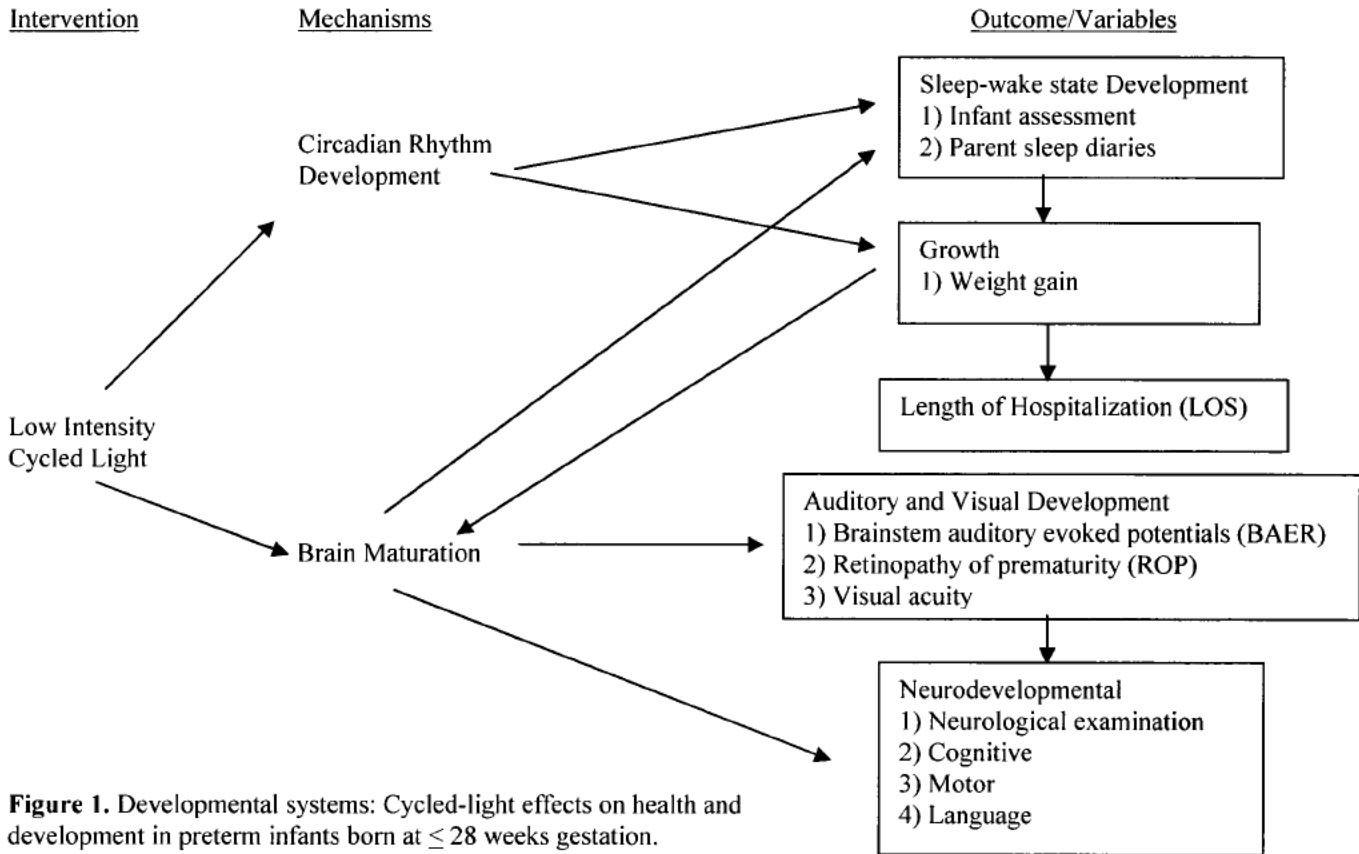 Intervention
Mechanisms
Outcome/Variables
Sleep-wake state Development
1) Infant assessment
2) Parent sleep diaries
Circadian Rhythm
Development
Growth
1) Weight gain
Length of Hospitalization (LOS)
Low Intensity
Cycled Light
Auditory and Visual Development
1) Brainstem auditory evoked potentials (BAER)
2) Retinopathy of prematurity (ROP)
3) Visual acuity
Brain Maturation
Neurodevelopmental
1) Neurological examination
2) Cognitive
3) Motor
4) Language
Figure 1. Developmental systems: Cycled-light effects on health and
development in preterm infants born at ≤ 28 weeks gestation.